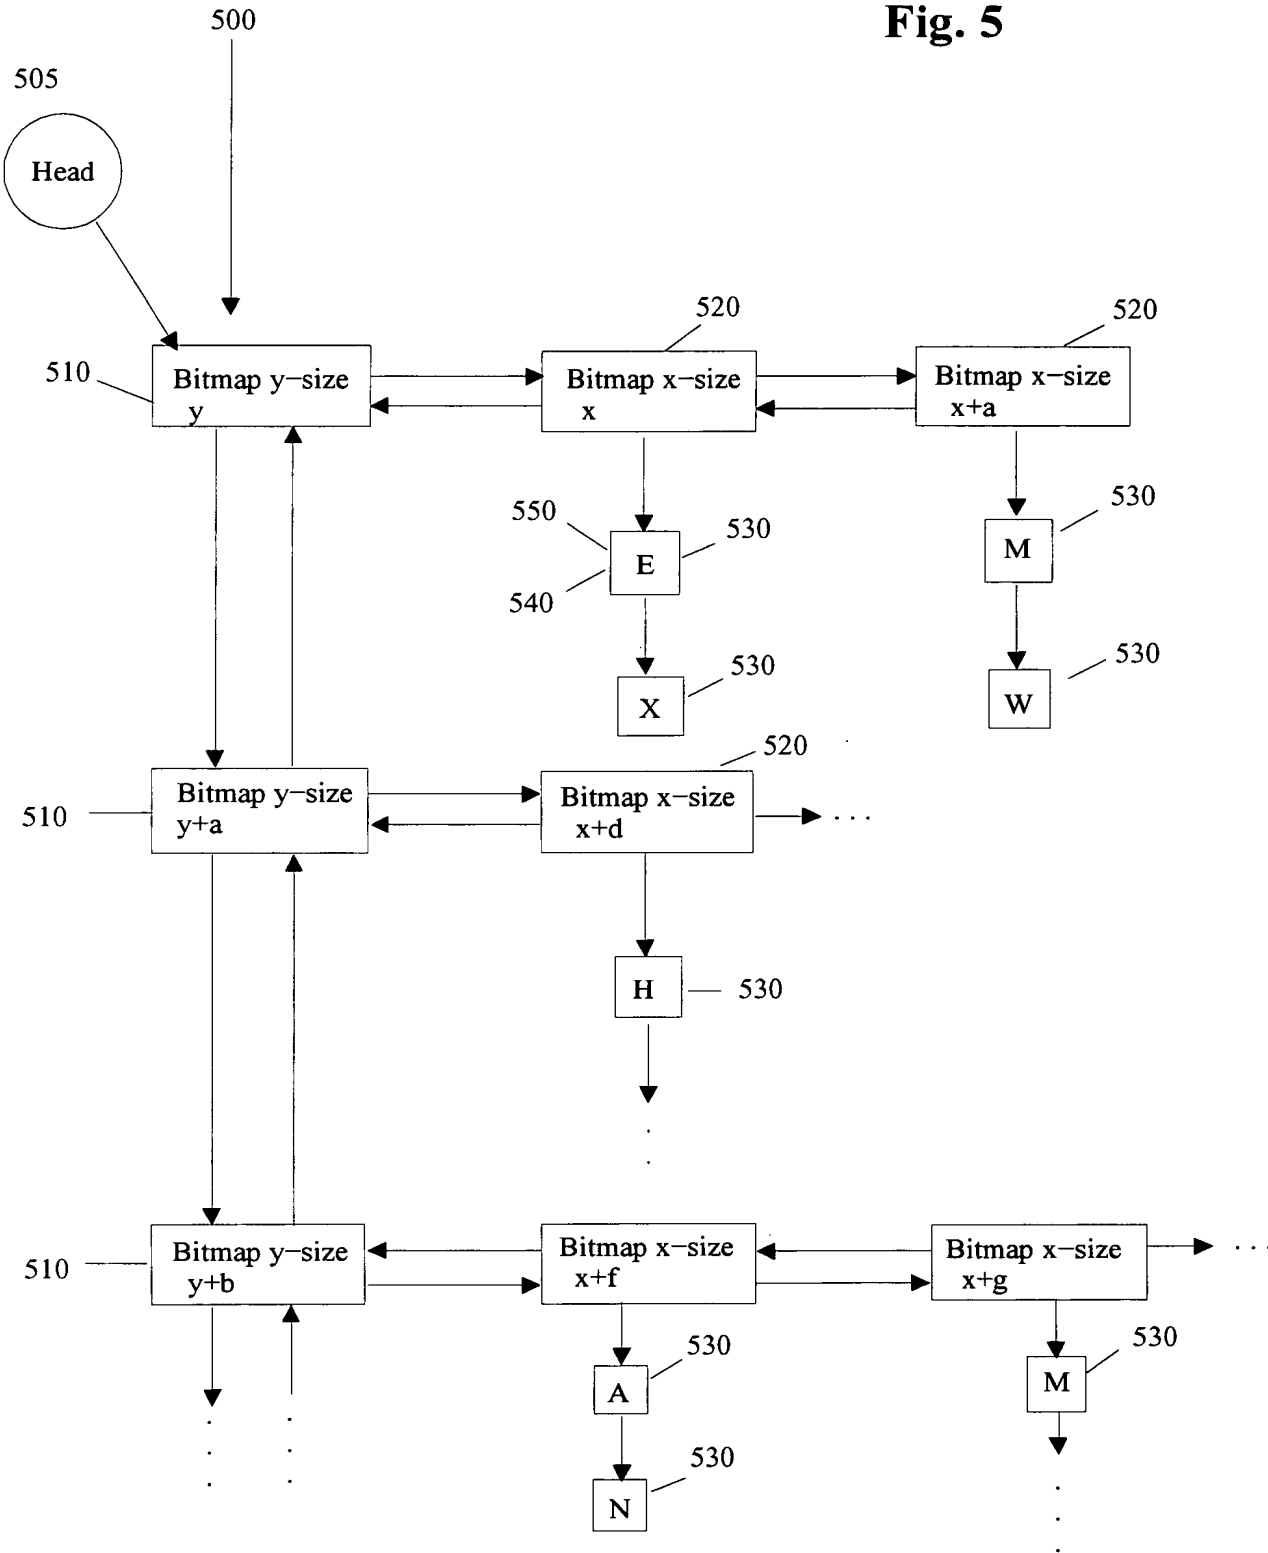 Fig. 5
500
505
Head
520
520
510
Bitmap y-size
y
Bitmap x-size
x
Bitmap x-size
x+a
550
530
530
E
M
540
530
530
X
W
520
510
Bitmap y-size
y+a
Bitmap x-size
x+d
...
H
530
510
Bitmap y-size
y+b
Bitmap x-size
x+f
Bitmap x-size
x+g
...
530
530
A
M
530
N